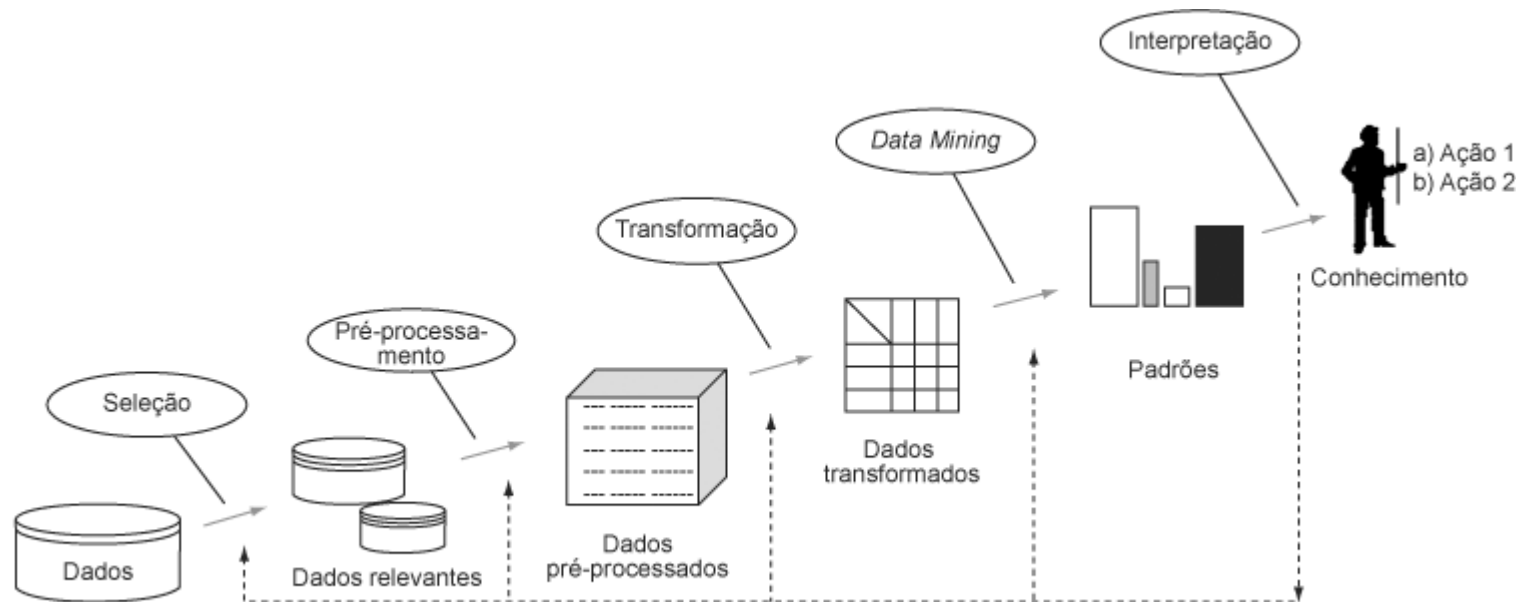 Interpretação
Data Mining
a) Ação 1
b) Ação 2
Transformação
Conhecimento
Pré-processa-
mento
Padrões
Seleção
Dados
transformados
Dados
pré-processados
Dados relevantes
Dados